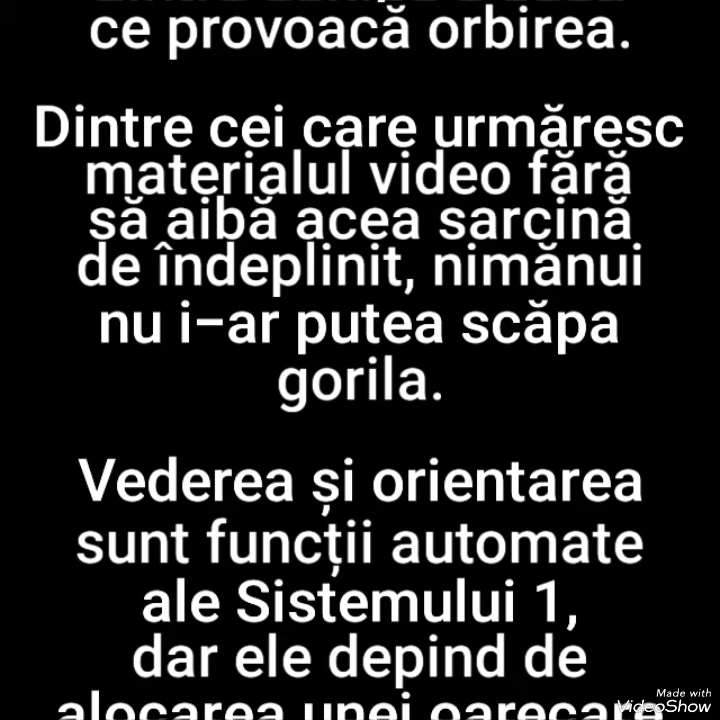 ce provoacă orbirea.
Dintre cei care urmăresc
materialul video fără
să aibă acea sarcină
de îndeplinit, nimănui
nu i–ar putea scăpa
gorila.
Vederea și orientarea
sunt funcții automate
ale Sistemului 1,
dar ele depind de
alocarea unei
Made with
VideoShow